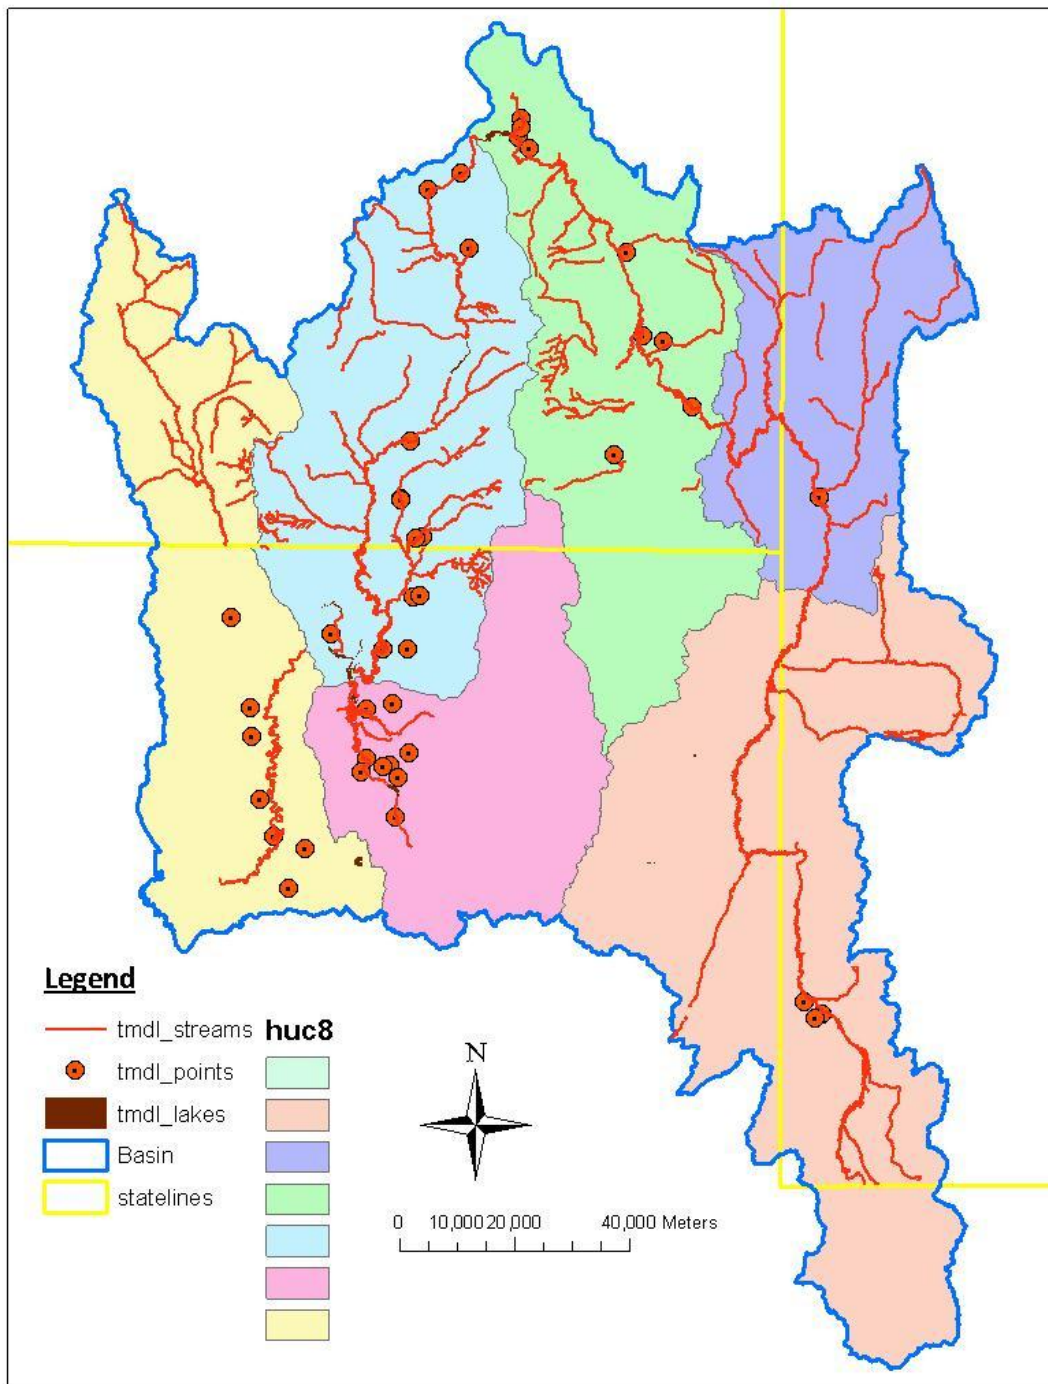 Legend
tmdl_streams huc8
tmdl_points
tmdl_lakes
Basin
statelines
N
0 10,000 20,000 40,000 Meters